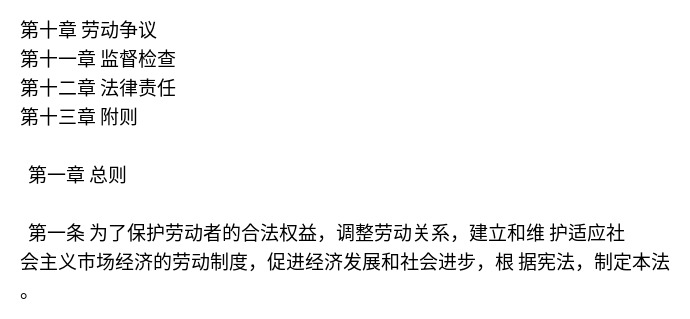 第十章 劳动争议
第十一章 监督检查
第十二章 法律责任
第十三章 附则
第一章 总则
第一条 为了保护劳动者的合法权益，调整劳动关系，建立和维 护适应社
会主义市场经济的劳动制度，促进经济发展和社会进步，根 据宪法，制定本法
。